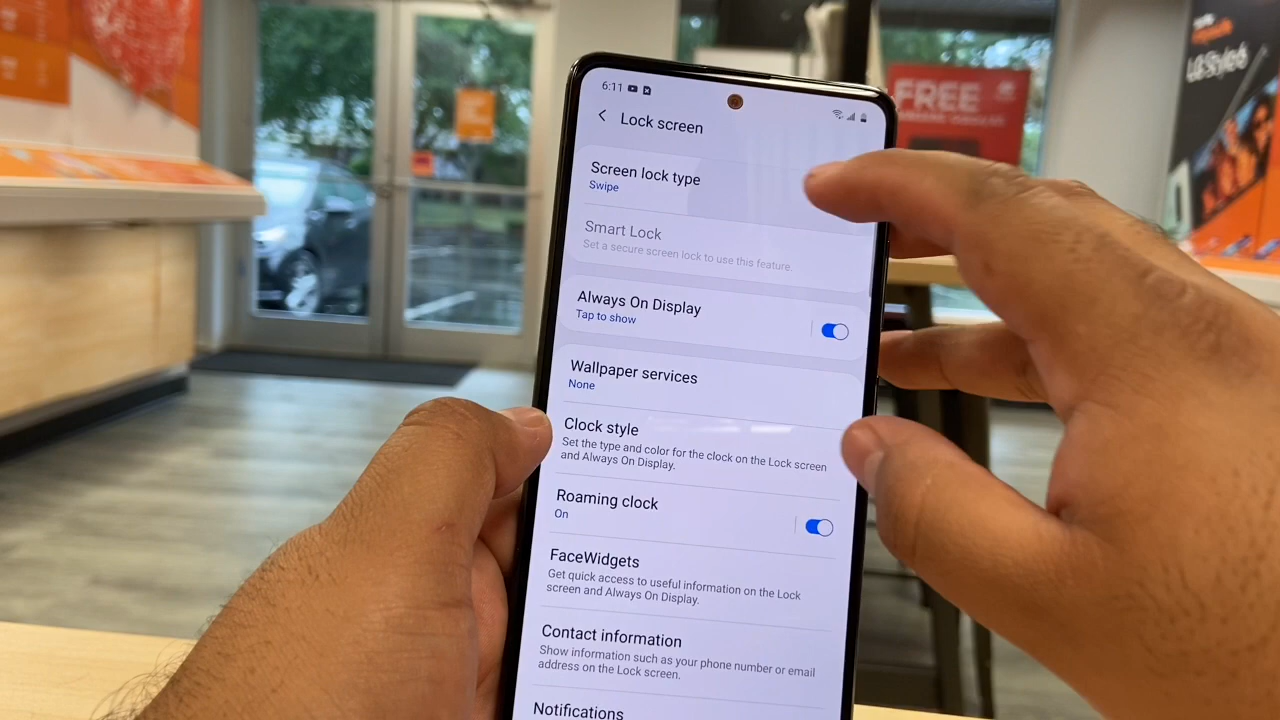 6:11
Lock screen
Screen lock type
Swipe
Smart Lock
Set a secure screen lock to use this feature.
Always On Display
Tap to show
Wallpaper services
None
Clock style
Set the type and color for the clock on the Lock screen
and Always On Display.
Roaming clock
On
FaceWidgets
Get quick access to useful information on the Lock
screen and Always On Display.
Contact information
Show information such as your phone number or email
address on the Lock screen.
Notifications
FREE
LG Stylo 6